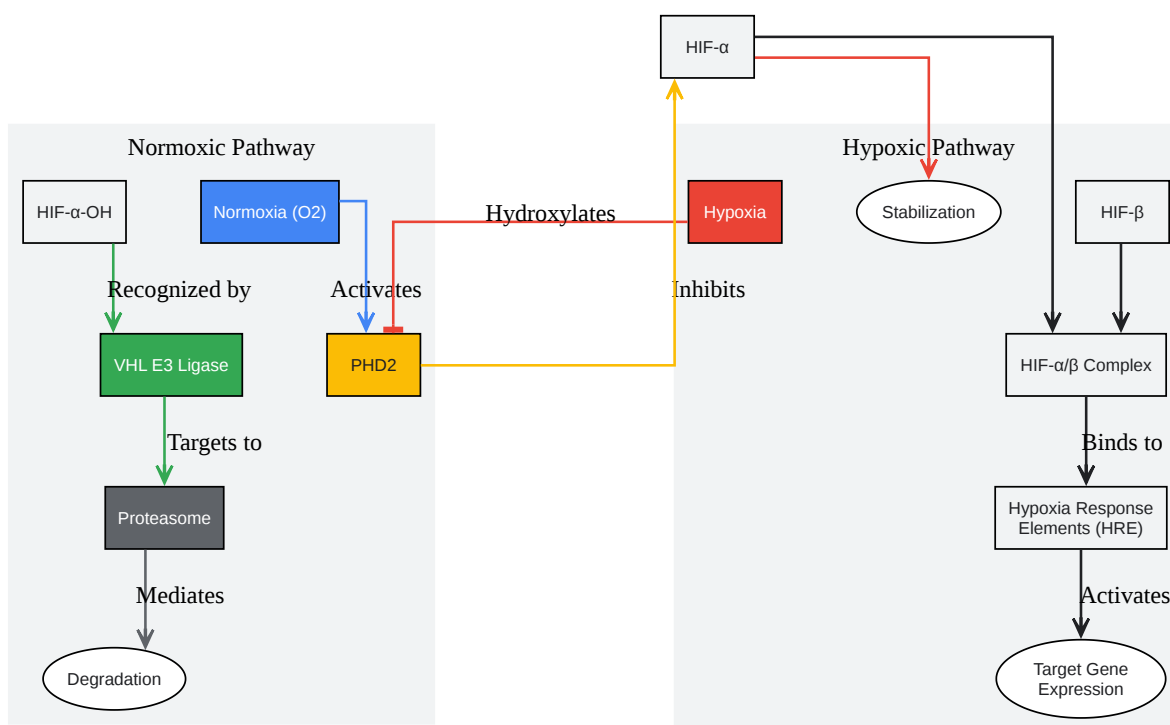 HIF-α
Normoxic Pathway
Hypoxic Pathway
HIF-α-OH
Normoxia (O2)
Hydroxylates
Hypoxia
Stabilization
HIF-β
Recognized by
Activates
Inhibits
VHL E3 Ligase
PHD2
HIF-α/β Complex
Targets to
Binds to
Proteasome
Hypoxia Response
Elements (HRE)
Mediates
Activates
Degradation
Target Gene
Expression